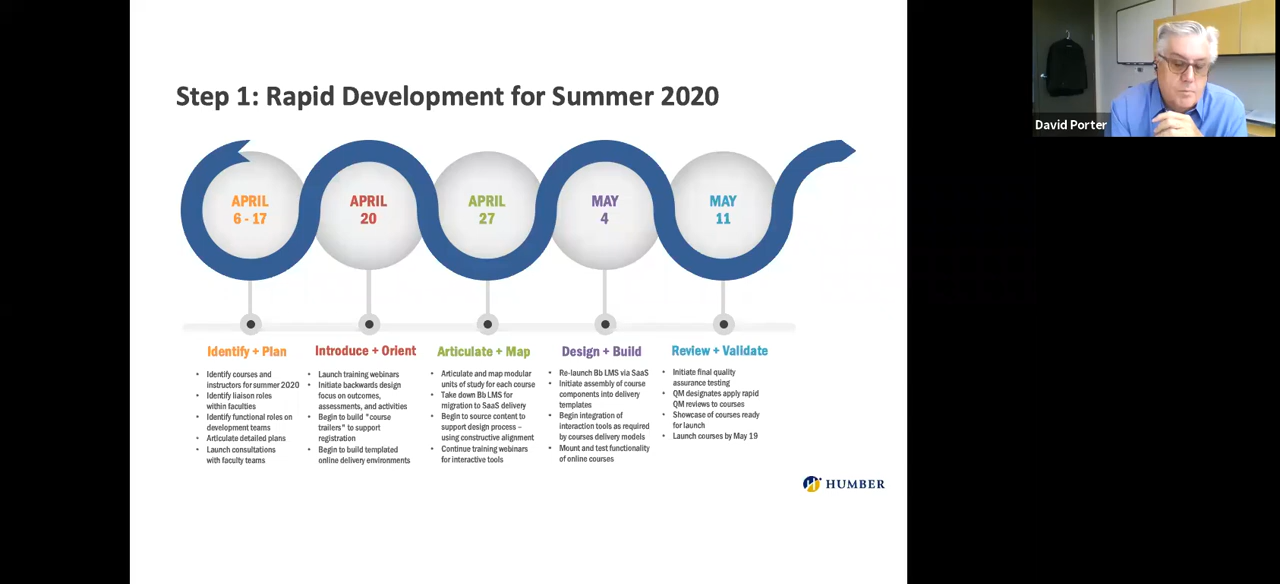 Step 1: Rapid Development for Summer 2020
David Porter
APRIL
6 - 17
APRIL
20
APRIL
27
MAY
4
MAY
11
Identify + Plan
• Identify courses and
instructors for summer 2020
• Identify liaison roles
within faculties
• Identify functional roles on
development teams
• Articulate detailed plans
• Launch consultations
with faculty teams
Introduce + Orient
• Launch training webinars
• Initiate backwards design
focus on outcomes,
assessments, and activities
• Begin to build "course
trailers" to support
registration
• Begin to build templated
online delivery environments
Articulate + Map
• Articulate and map modular
units of study for each course
• Take down Bb LMS for
migration to SaaS delivery
• Begin to source content to
support design process –
using constructive alignment
• Continue training webinars
for interactive tools
Design + Build
• Re-launch Bb LMS via SaaS
• Initiate assembly of course
components into delivery
templates
• Begin integration of
interaction tools as required
by courses delivery models
• Mount and test functionality
of online courses
Review + Validate
• Initiate final quality
assurance testing
• QM designates apply rapid
QM reviews to courses
• Showcase of courses ready
for launch
• Launch courses by May 19
HUMBER